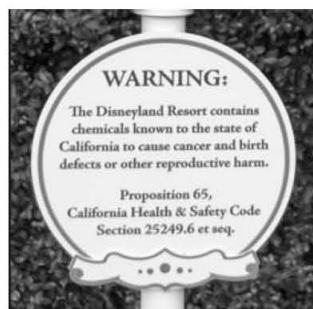 WARNING:
The Disneyland Resort contains
chemicals known to the state of
California to cause cancer and birth
defects or other reproductive harm.
Proposition 65,
California Health & Safety Code
Section 25249.6 et seq.